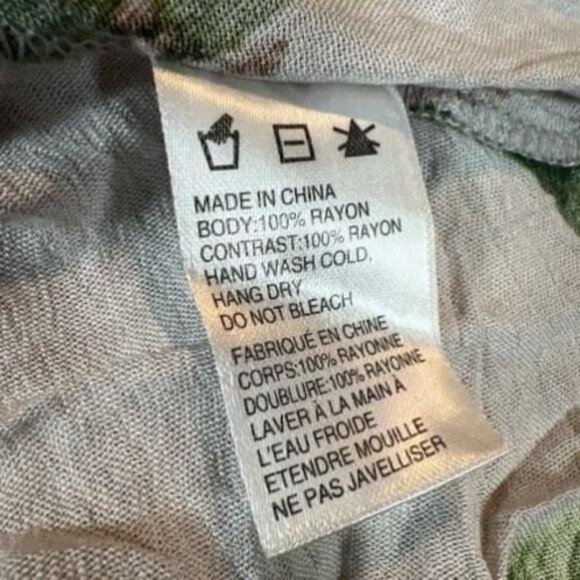 MADE IN CHINA
BODY:100% RAYON
CONTRAST:100% RAYON
HAND WASH COLD,
HANG DRY
DO NOT BLEACH
FABRIQUÉ EN CHINE
CORPS:100% RAYONNE
DOUBLURE:100% RAYONNE
LAVER À LA MAIN À
L'EAU FROIDE
ETENDRE MOUILLE
NE PAS JAVELLISER